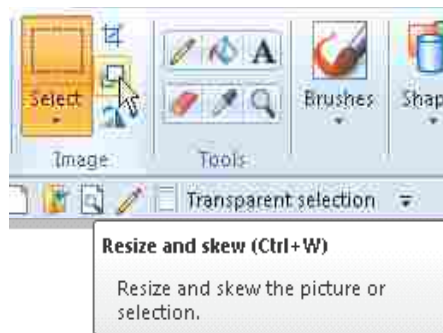 A
Select
Brushes
Shap
Image
Tools
Transparent selection
Resize and skew (Ctrl+W)
Resize and skew the picture or
selection.